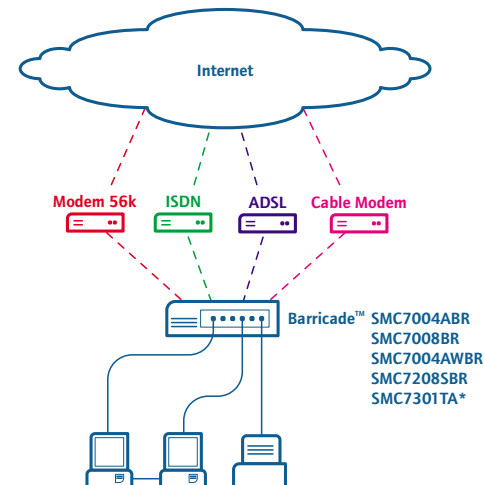 Internet
Modem 56k ISDN ADSL Cable Modem
Barricade™ SMC7004ABR
SMC7008BR
SMC7004AWBR
SMC7208SBR
SMC7301TA*